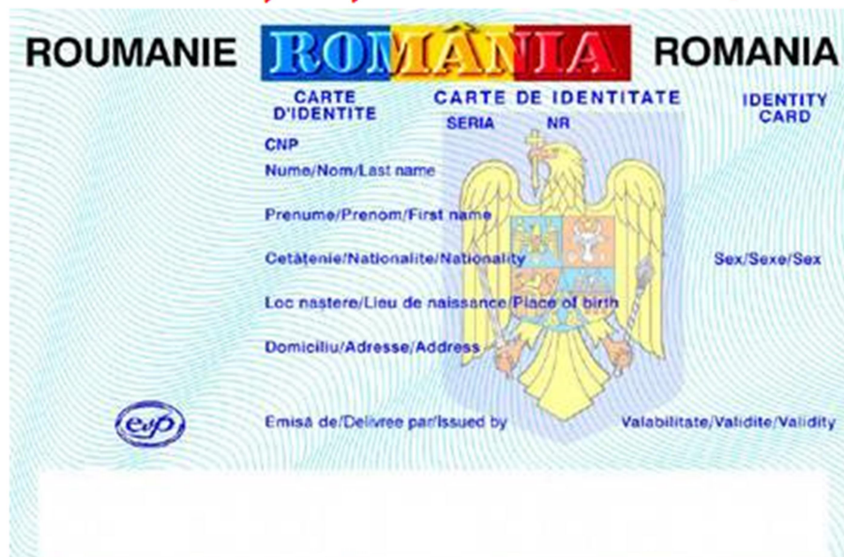 ROUMANIE ROMÂNIA ROMANIA
CARTE D'IDENTITE
CARTE DE IDENTITATE
IDENTITY CARD
SERIA NR
CNP
Nume/Nom/Last name
Prenume/Prenom/First name
Cetăţenie/Nationalite/Nationality
Sex/Sexe/Sex
Loc naştere/Lieu de naissance/Place of birth
Domiciliu/Adresse/Address
Emisă de/Delivree par/Issued by
Valabilitate/Validite/Validity